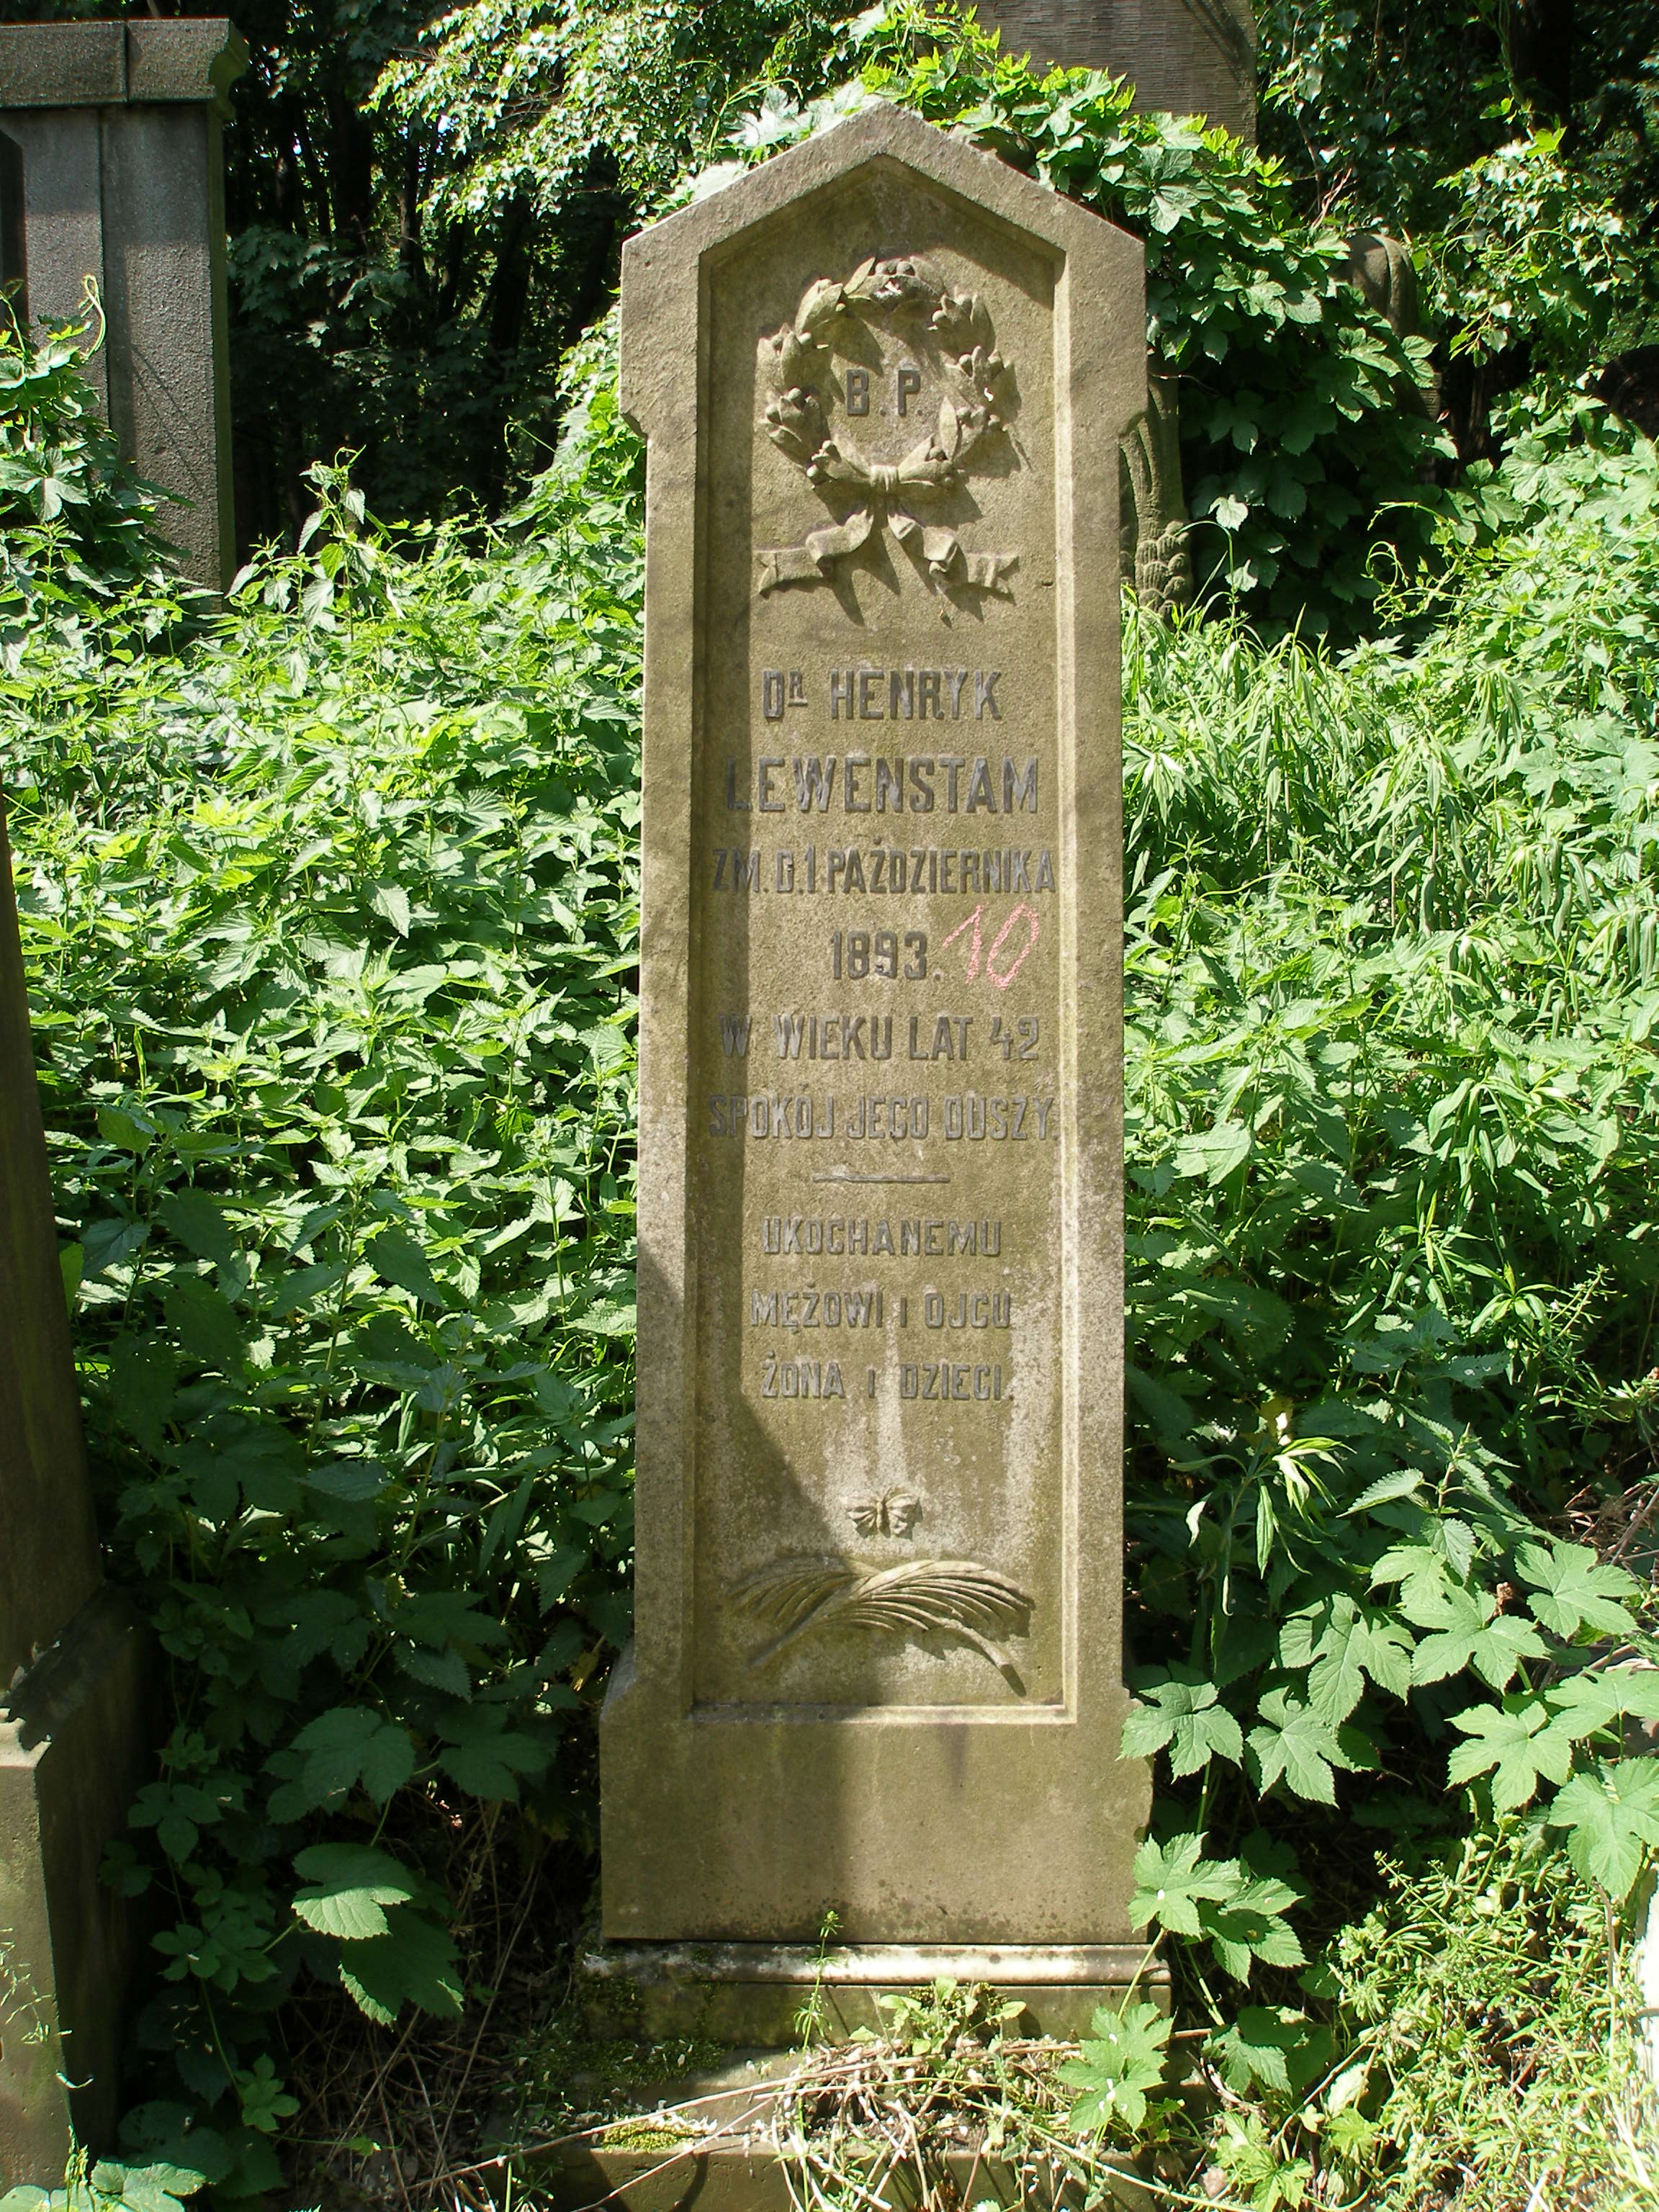 B. P.
DR HENRYK
LEWENSTAM
ZM. D. 1 PAŹDZIERNIKA
1893. 10
W WIEKU LAT 42
SPOKÓJ JEGO DUSZY.
UKOCHANEMU
MĘŻOWI I OJCU
ŻONA I DZIECI.